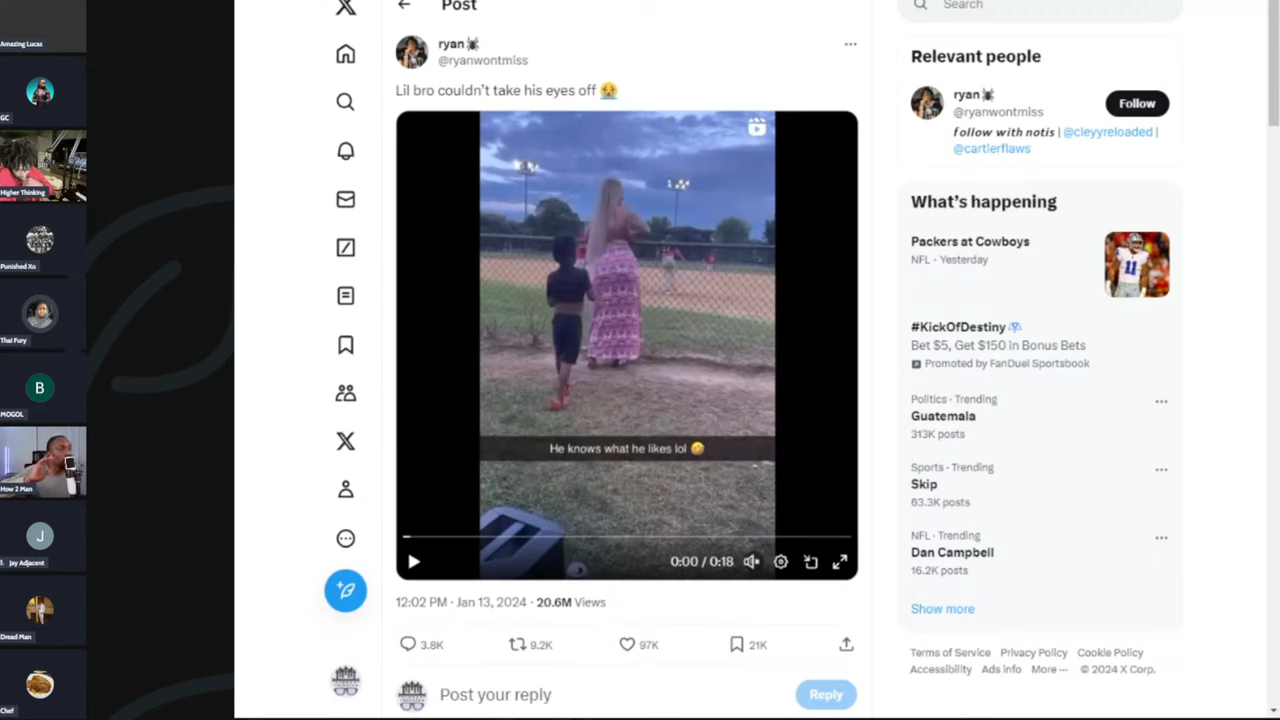 Amazing Lucas
GC
Higher Thinking
Punished Xo
Thai Fury
B
MOGOL
How 2 Man
J
Jay Adjacent
Dread Man
Chef
Post
ryan🕷
@ryanwontmiss
Lil bro couldn't take his eyes off 😭
He knows what he likes lol 🤣
0:00 / 0:18
12:02 PM · Jan 13, 2024 · 20.6M Views
3.8K 9.2K 97K 21K
Post your reply
Reply
Search
Relevant people
ryan🕷
@ryanwontmiss
Follow
follow with notis | @cleyyreloaded |
@cartierflaws
What's happening
Packers at Cowboys
NFL · Yesterday
11
#KickOfDestiny
Bet $5, Get $150 in Bonus Bets
Promoted by FanDuel Sportsbook
Politics · Trending
Guatemala
313K posts
Sports · Trending
Skip
63.3K posts
NFL · Trending
Dan Campbell
16.2K posts
Show more
Terms of Service Privacy Policy Cookie Policy
Accessibility Ads info More ··· © 2024 X Corp.